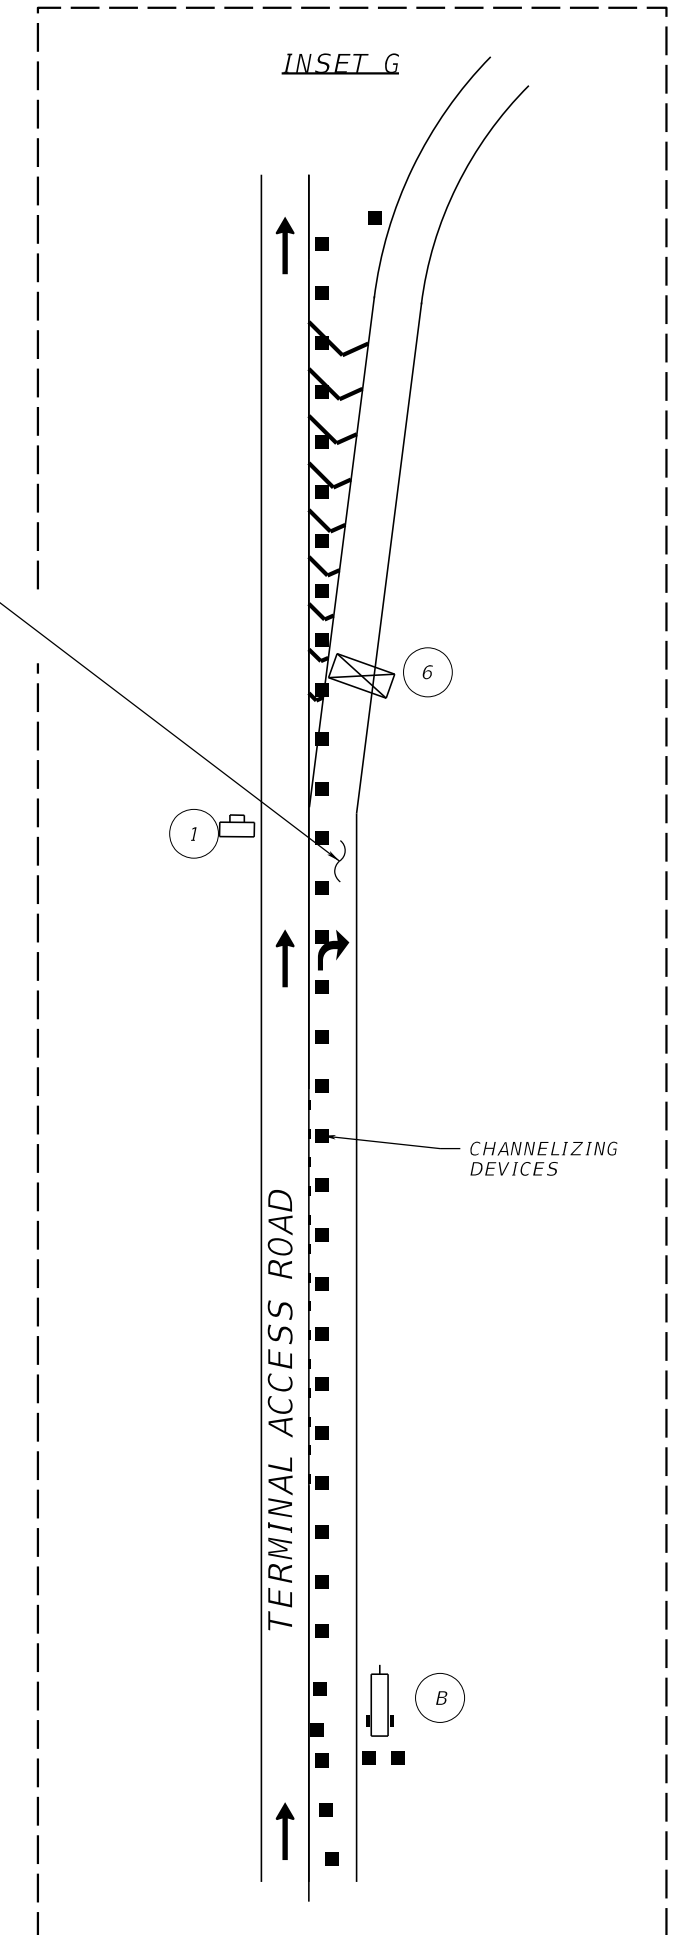 INSET G
6
1
CHANNELIZING
DEVICES
TERMINAL ACCESS ROAD
B